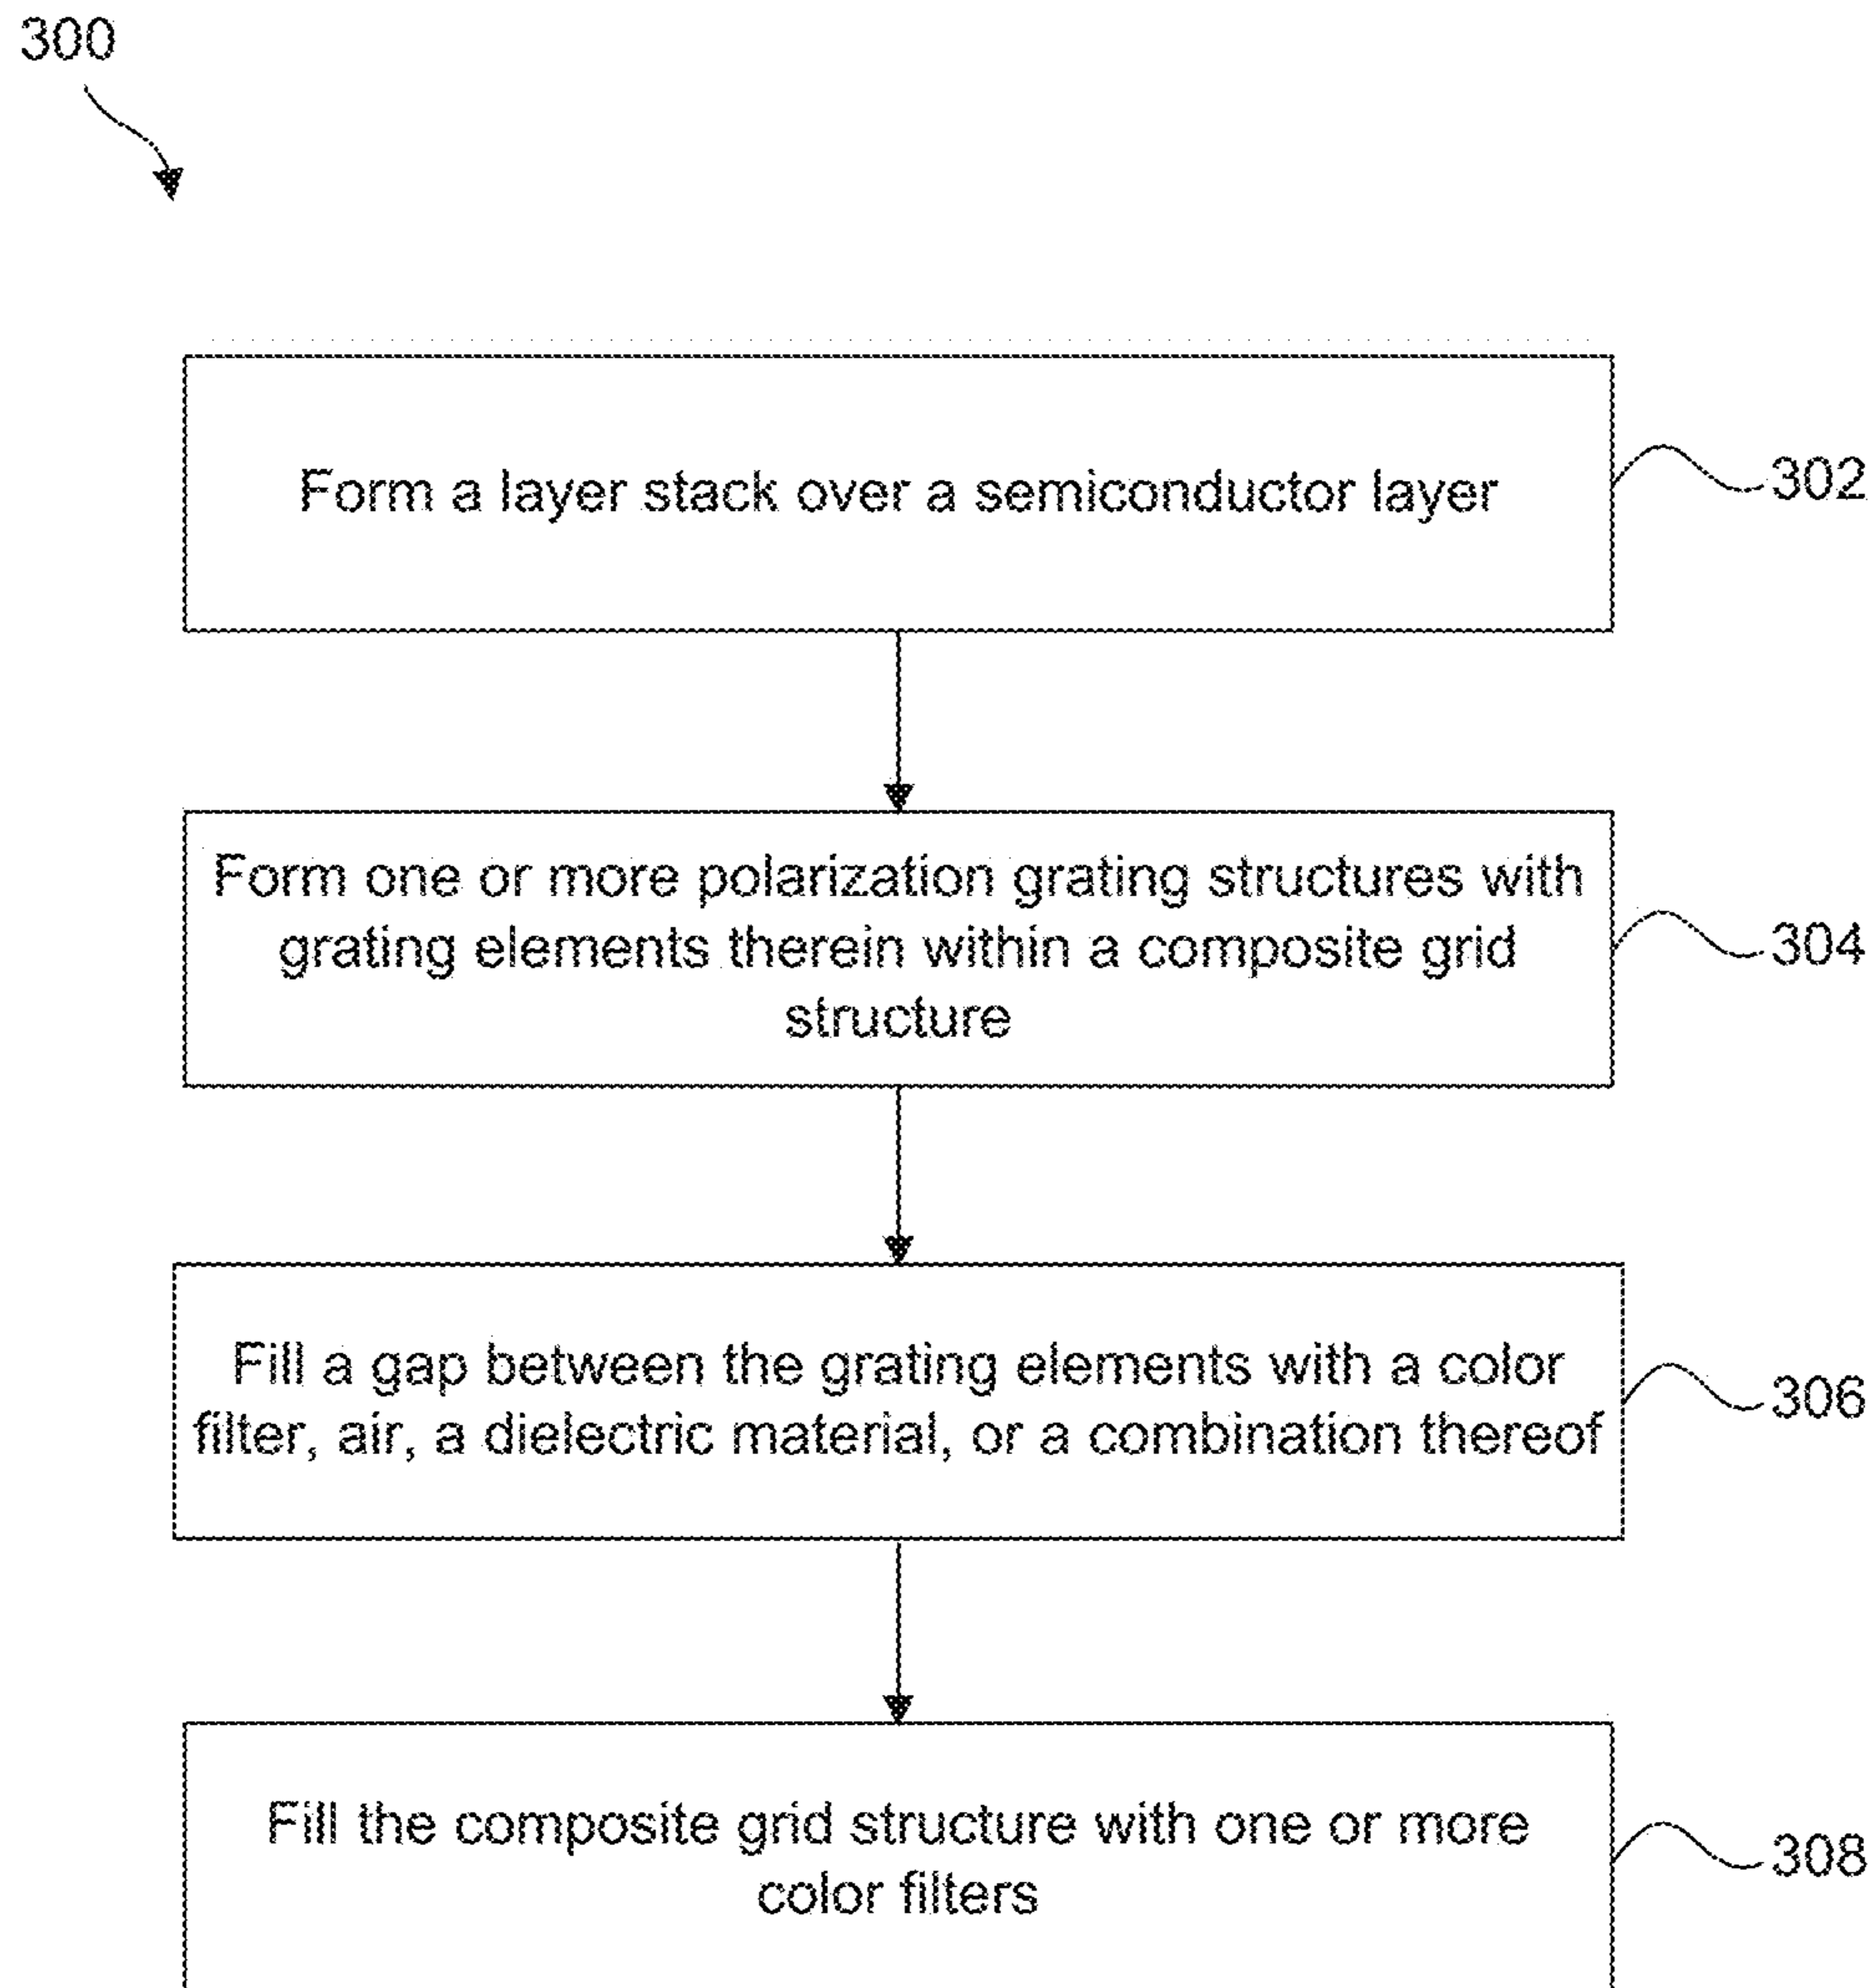 300
Form a layer stack over a semiconductor layer
302
Form one or more polarization grating structures with
grating elements therein within a composite grid
structure
304
Fill a gap between the grating elements with a color
filter, air, a dielectric material, or a combination thereof
306
Fill the composite grid structure with one or more
color filters
308